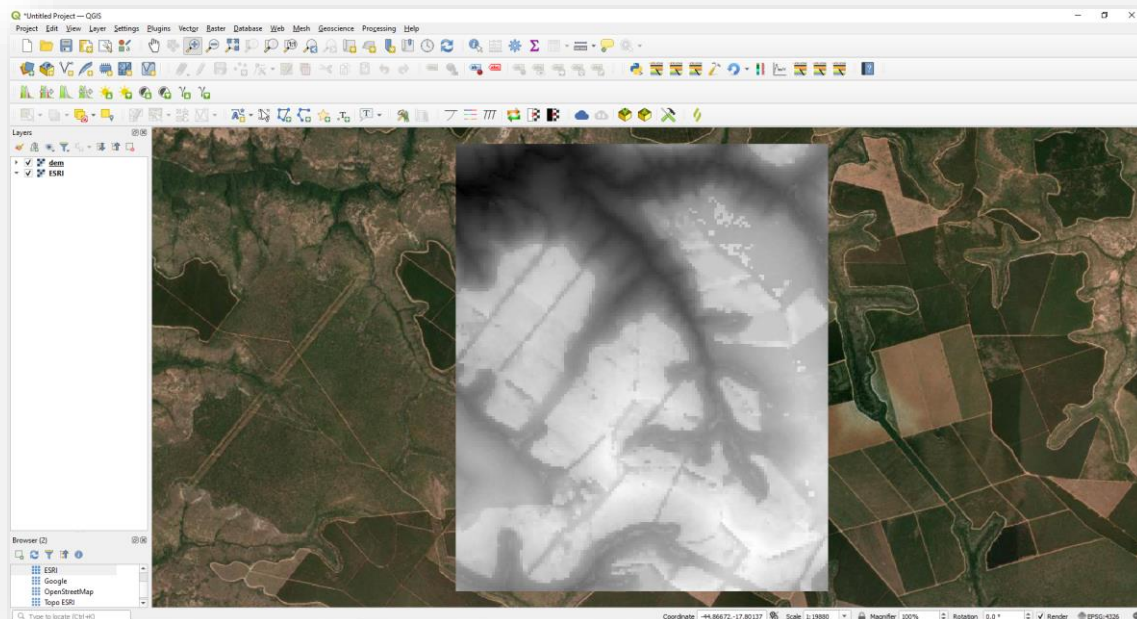 *Untitled Project — QGIS
Project Edit View Layer Settings Plugins Vector Raster Database Web Mesh Geoscience Processing Help
Layers
dem
ESRI
Browser (2)
ESRI
Google
OpenStreetMap
Topo ESRI
Type to locate (Ctrl+K)
Coordinate -44.86672,-17.80137 Scale 1:19880 Magnifier 100% Rotation 0.0 ° Render EPSG:4326